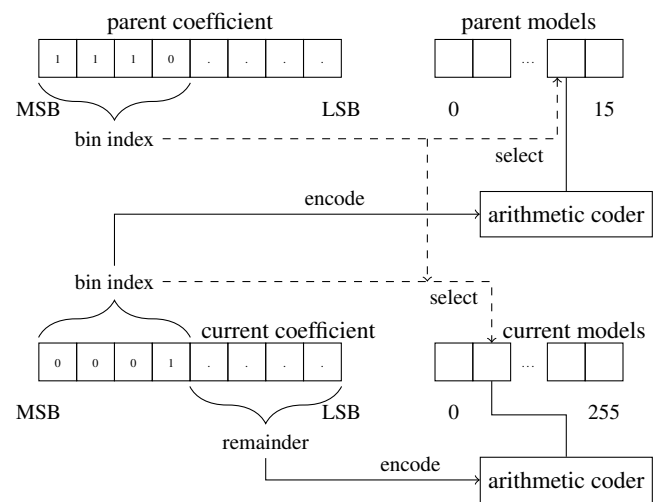 parent coefficient parent models
1 1 1 0 . . . . ...
MSB LSB 0 15
bin index
select
encode
arithmetic coder
bin index
select
current coefficient current models
0 0 0 1 . . . . ...
MSB LSB 0 255
remainder
encode
arithmetic coder